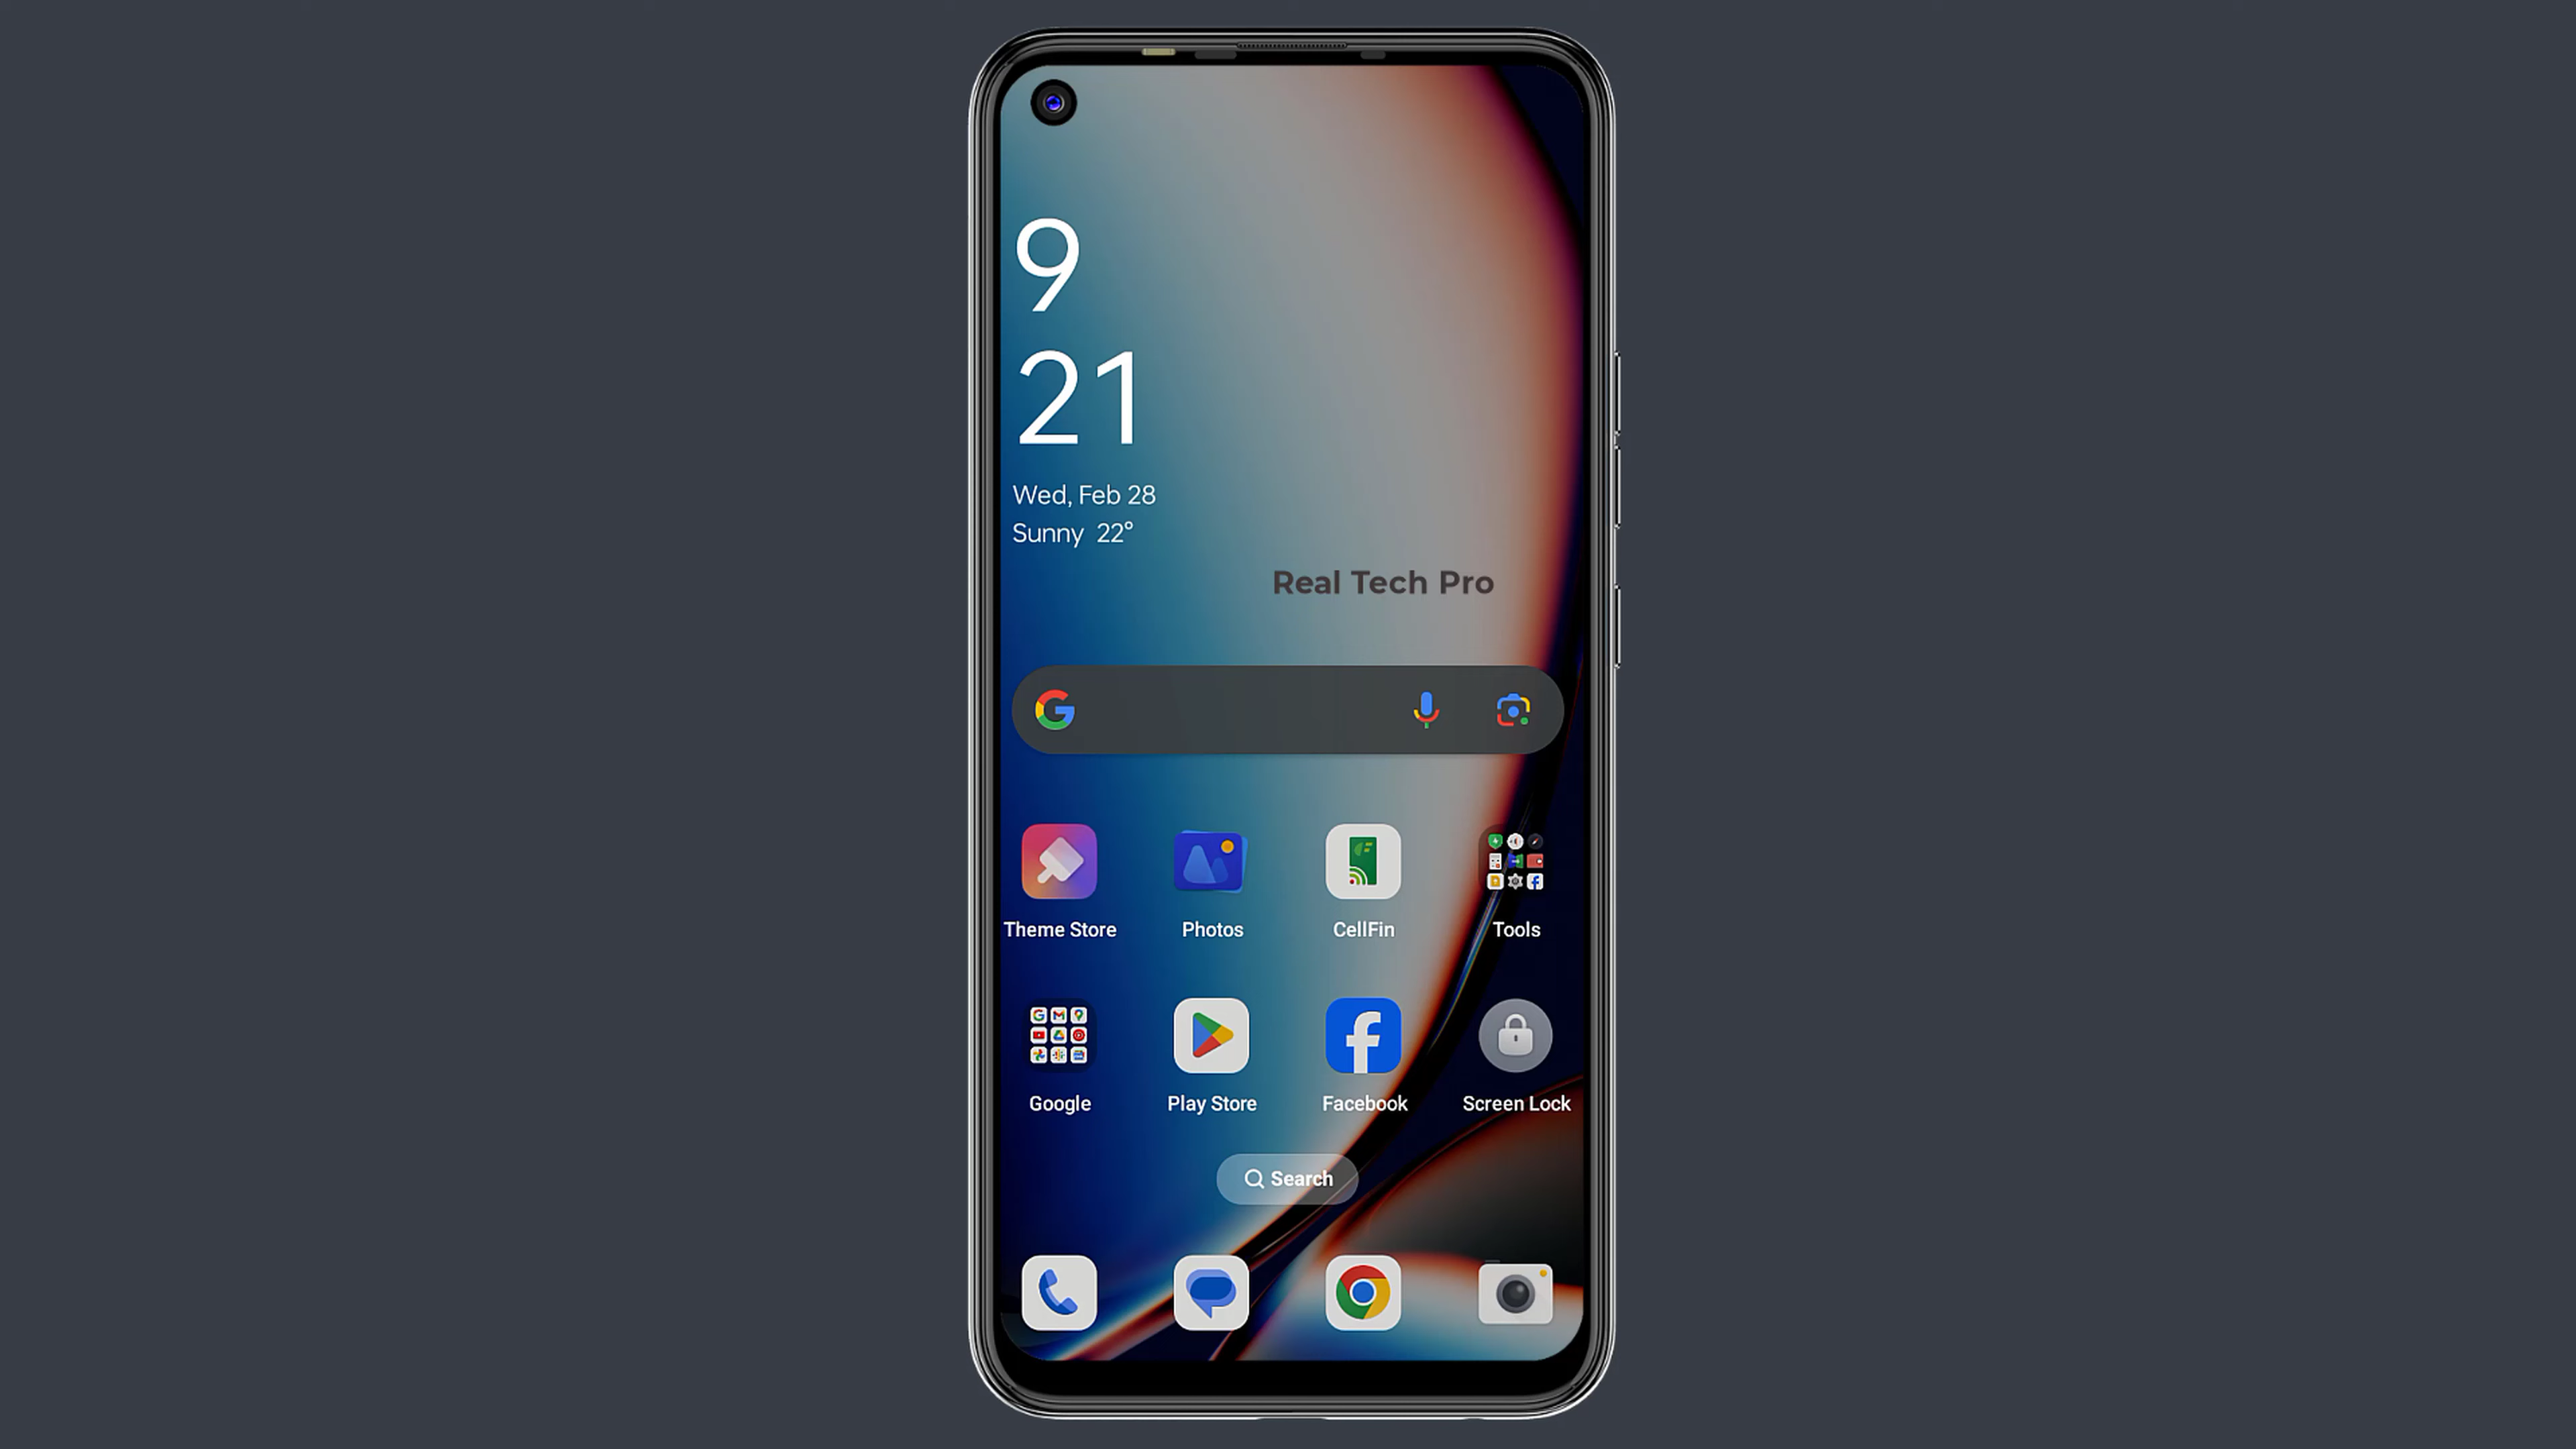 9
21
Wed, Feb 28
Sunny 22°
Real Tech Pro
Theme Store
Photos
CellFin
Tools
Google
Play Store
Facebook
Screen Lock
Search